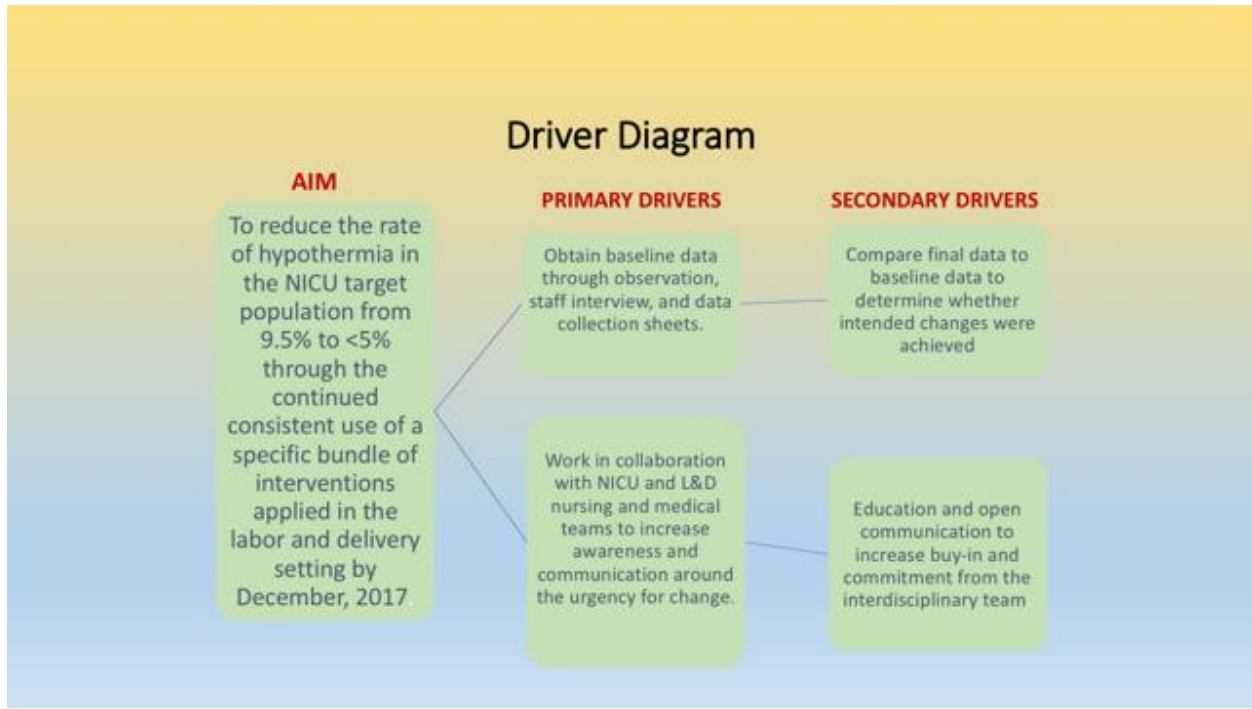 Driver Diagram
AIM
To reduce the rate
of hypothermia in
the NICU target
population from
9.5% to <5%
through the
continued
consistent use of a
specific bundle of
interventions
applied in the
labor and delivery
setting by
December, 2017.
PRIMARY DRIVERS
Obtain baseline data
through observation,
staff interview, and data
collection sheets.
Work in collaboration
with NICU and L&D
nursing and medical
teams to increase
awareness and
communication around
the urgency for change.
SECONDARY DRIVERS
Compare final data to
baseline data to
determine whether
intended changes were
achieved
Education and open
communication to
increase buy-in and
commitment from the
interdisciplinary team